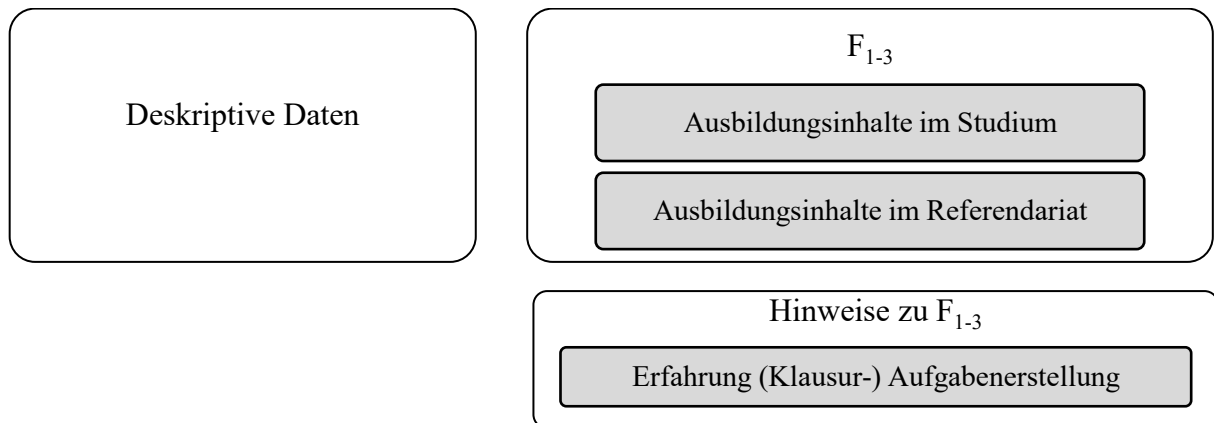 Deskriptive Daten
F1-3
Ausbildungsinhalte im Studium
Ausbildungsinhalte im Referendariat
Hinweise zu F1-3
Erfahrung (Klausur-) Aufgabenerstellung